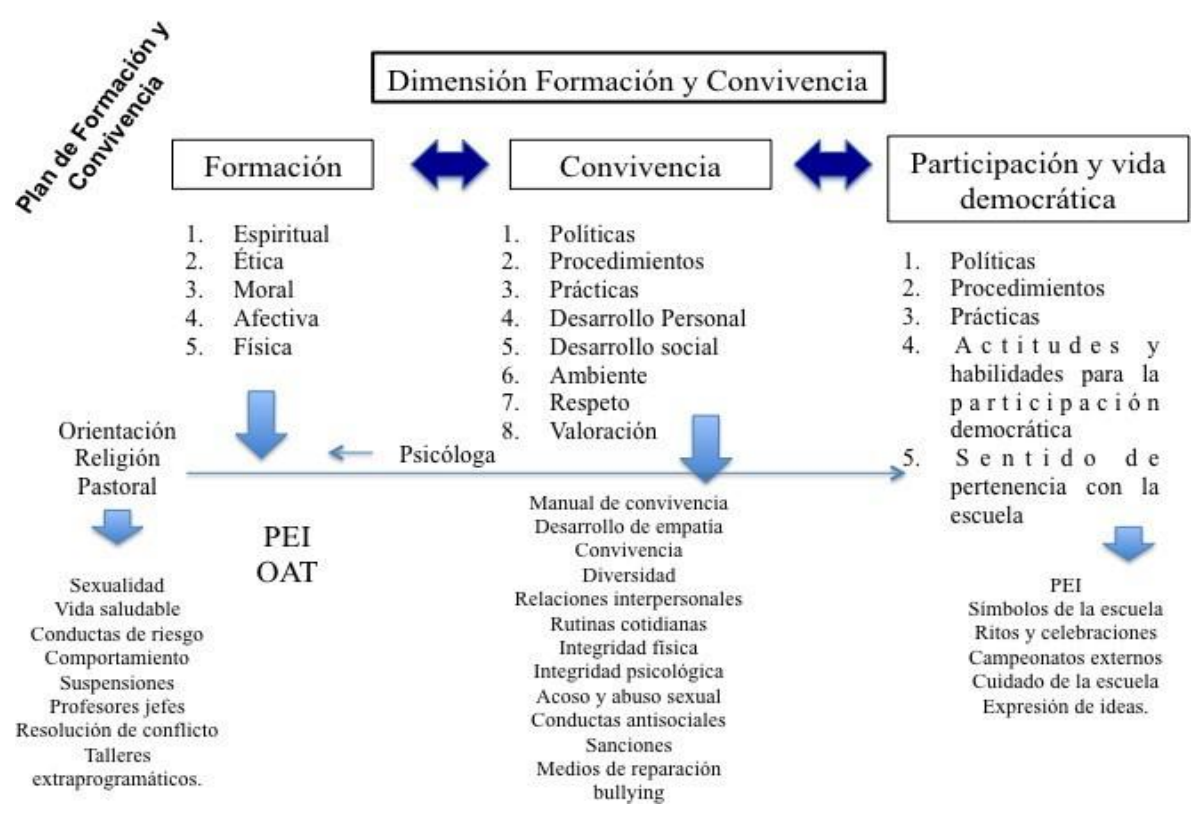 Plan de Formación y
Convivencia
Dimensión Formación y Convivencia
Formación
1. Espiritual
2. Ética
3. Moral
4. Afectiva
5. Física
Convivencia
1. Políticas
2. Procedimientos
3. Prácticas
4. Desarrollo Personal
5. Desarrollo social
6. Ambiente
7. Respeto
8. Valoración
Participación y vida
democrática
1. Políticas
2. Procedimientos
3. Prácticas
4. Actitudes y
habilidades para la
participación
democrática
5. Sentido de
pertenencia con la
escuela
Orientación
Religión
Pastoral
Psicóloga
PEI
OAT
Sexualidad
Vida saludable
Conductas de riesgo
Comportamiento
Suspensiones
Profesores jefes
Resolución de conflicto
Talleres
extraprogramáticos.
Manual de convivencia
Desarrollo de empatía
Convivencia
Diversidad
Relaciones interpersonales
Rutinas cotidianas
Integridad física
Integridad psicológica
Acoso y abuso sexual
Conductas antisociales
Sanciones
Medios de reparación
bullying
PEI
Símbolos de la escuela
Ritos y celebraciones
Campeonatos externos
Cuidado de la escuela
Expresión de ideas.